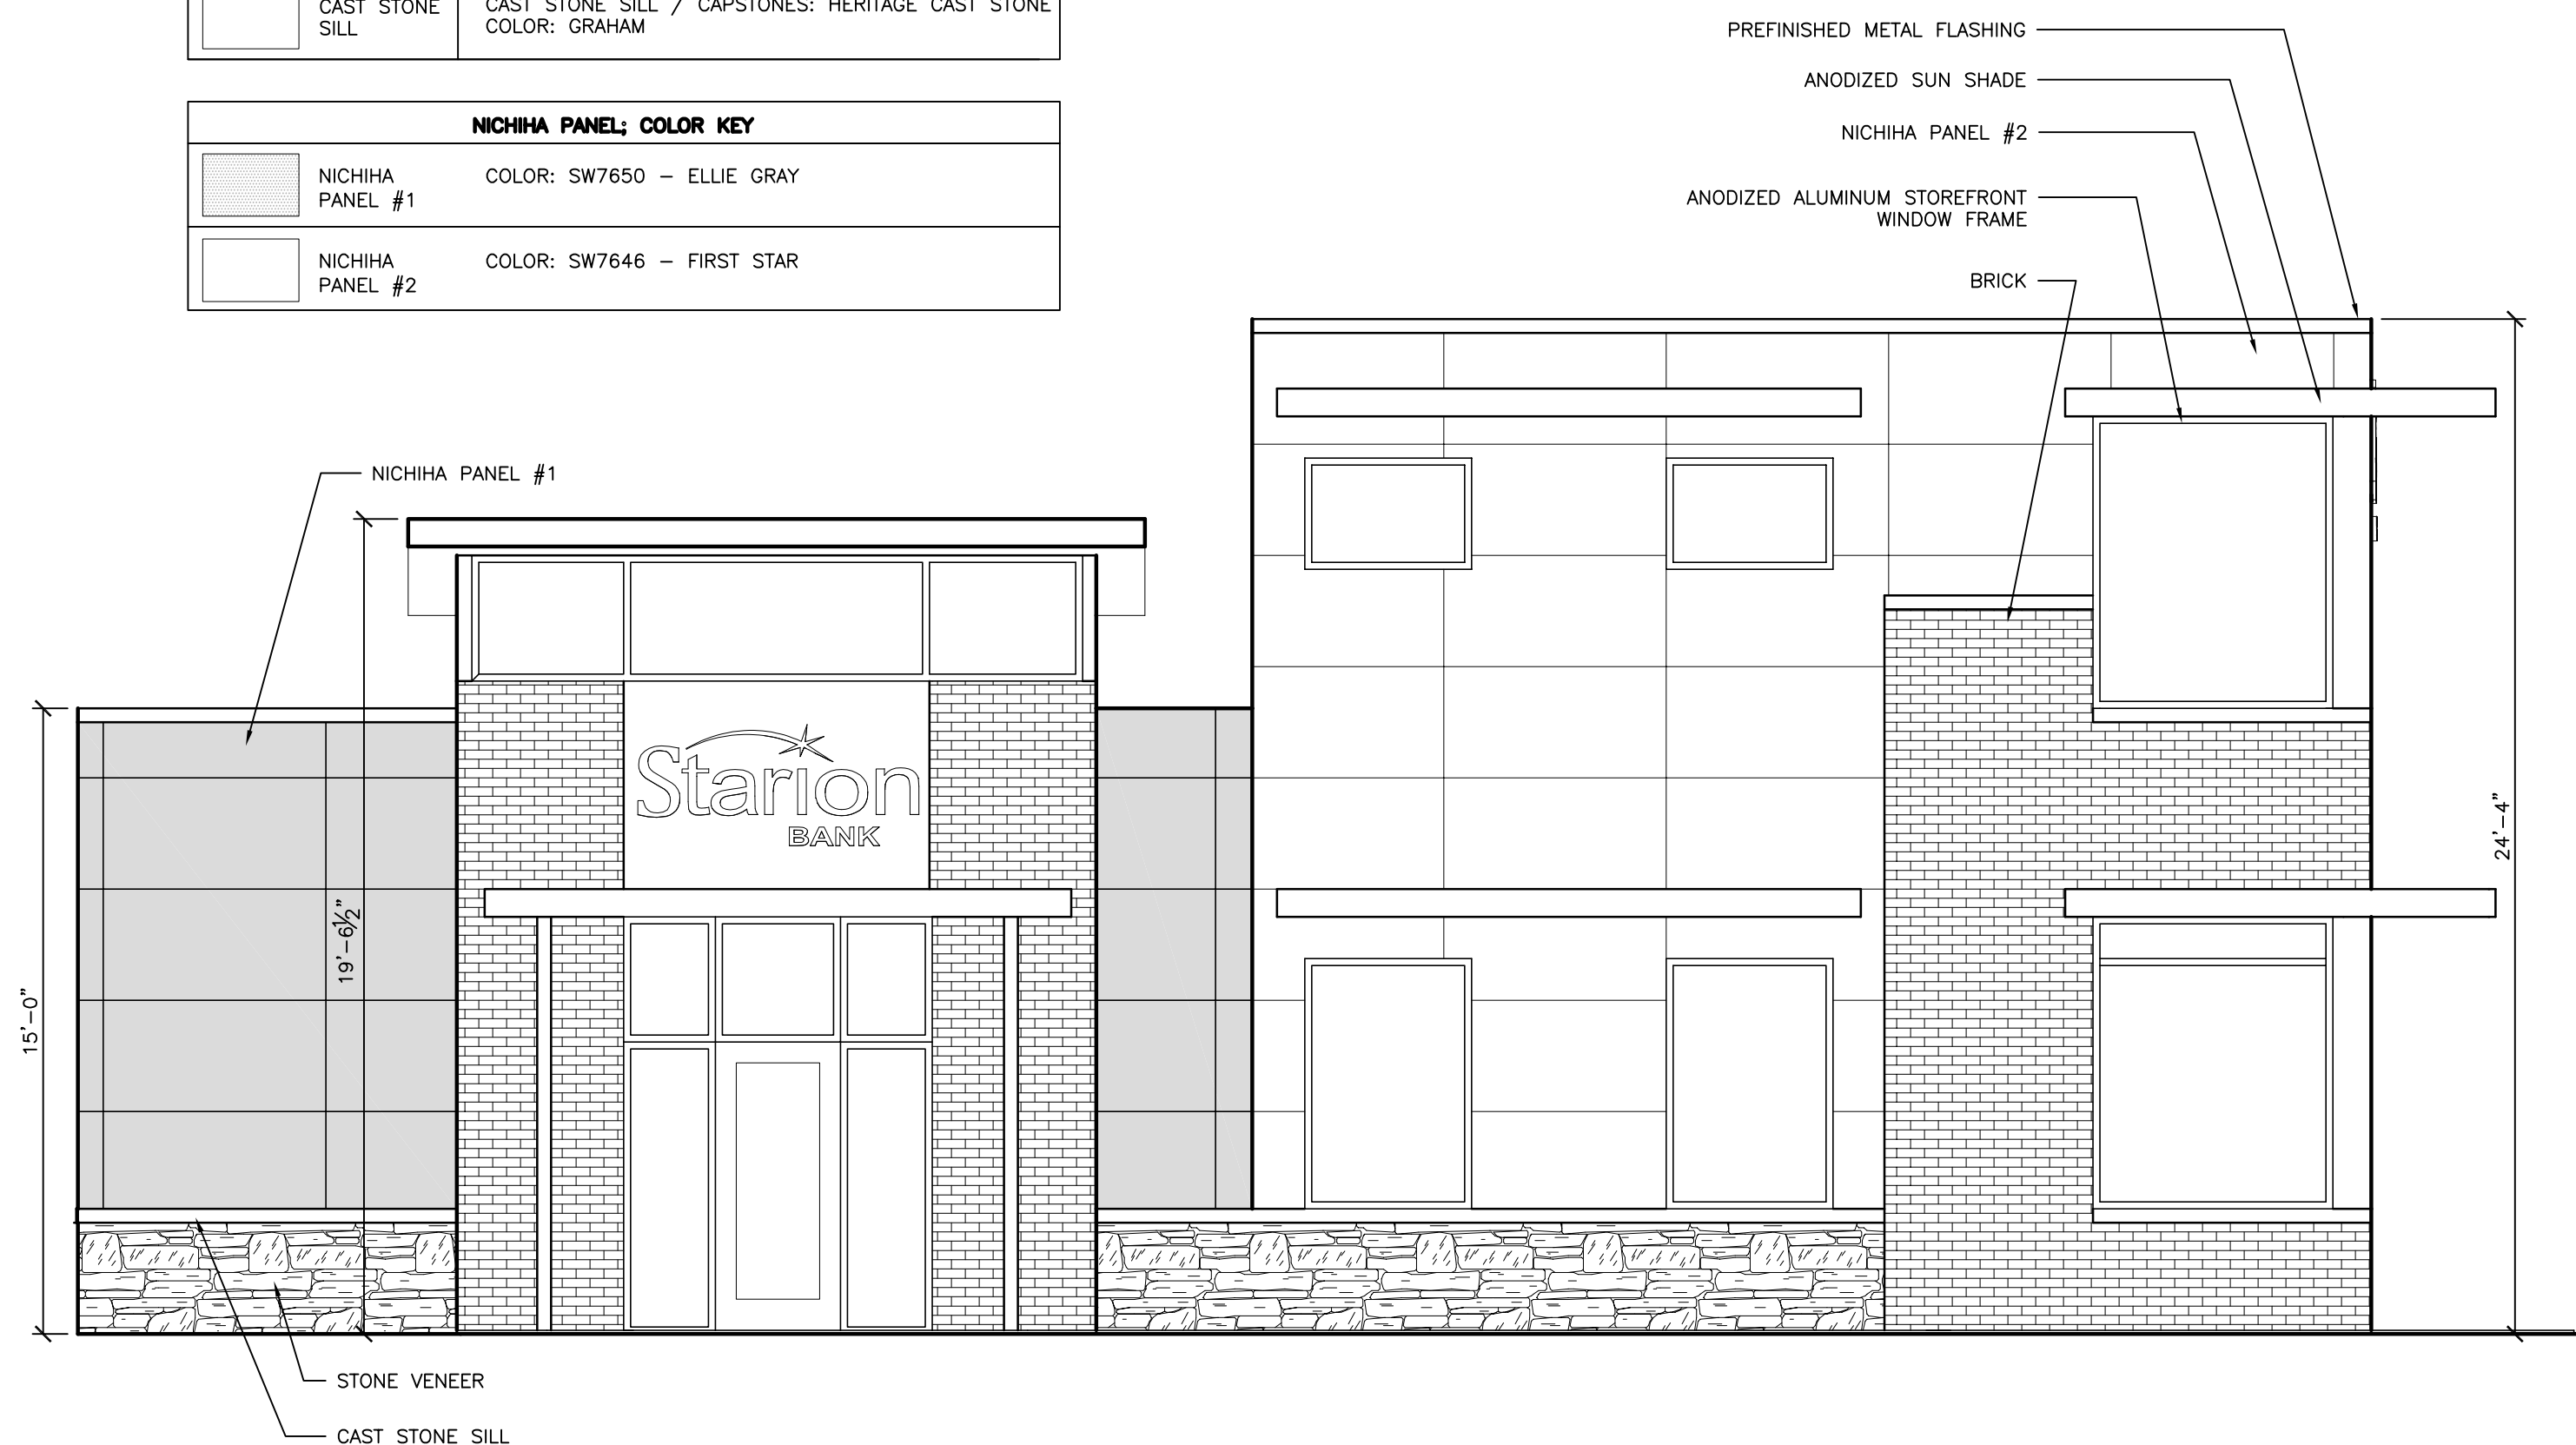 CAST STONE
SILL
CAST STONE SILL / CAPSTONES: HERITAGE CAST STONE
COLOR: GRAHAM
NICHIHA PANEL; COLOR KEY
NICHIHA
PANEL #1
COLOR: SW7650 – ELLIE GRAY
NICHIHA
PANEL #2
COLOR: SW7646 – FIRST STAR
PREFINISHED METAL FLASHING
ANODIZED SUN SHADE
NICHIHA PANEL #2
ANODIZED ALUMINUM STOREFRONT
WINDOW FRAME
BRICK
NICHIHA PANEL #1
Starion
BANK
15'–0"
19'–6½"
24'–4"
STONE VENEER
CAST STONE SILL